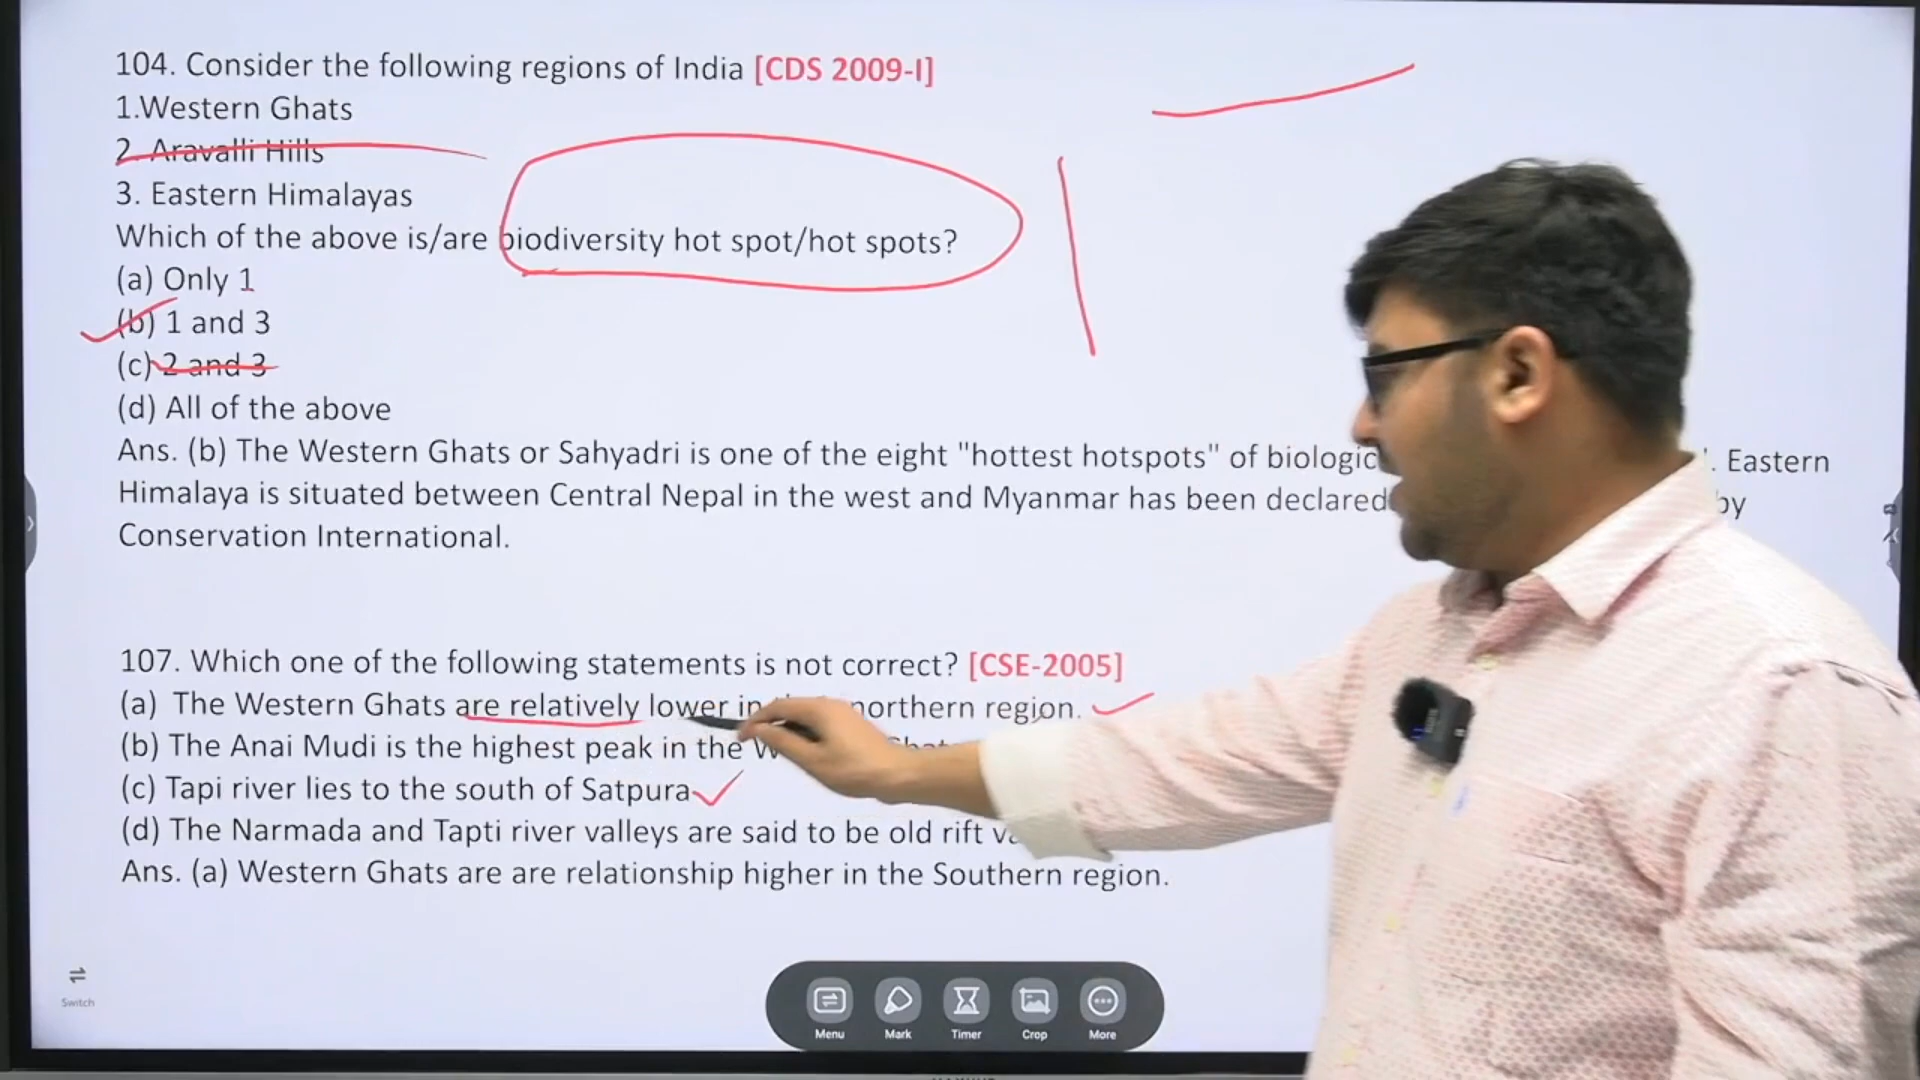 104. Consider the following regions of India [CDS 2009-I]
1.Western Ghats
2. Aravalli Hills
3. Eastern Himalayas
Which of the above is/are biodiversity hot spot/hot spots?
(a) Only 1
(b) 1 and 3
(c) 2 and 3
(d) All of the above
Ans. (b) The Western Ghats or Sahyadri is one of the eight "hottest hotspots" of . Eastern
Himalaya is situated between Central Nepal in the west and Myanmar has been declared by
Conservation International.
107. Which one of the following statements is not correct? [CSE-2005]
(a) The Western Ghats are relatively lower in northern region.
(b) The Anai Mudi is the highest peak in the
(c) Tapi river lies to the south of Satpura
(d) The Narmada and Tapti river valleys are said to be old rift
Ans. (a) Western Ghats are are relationship higher in the Southern region.
Switch
Menu Mark Timer Crop More